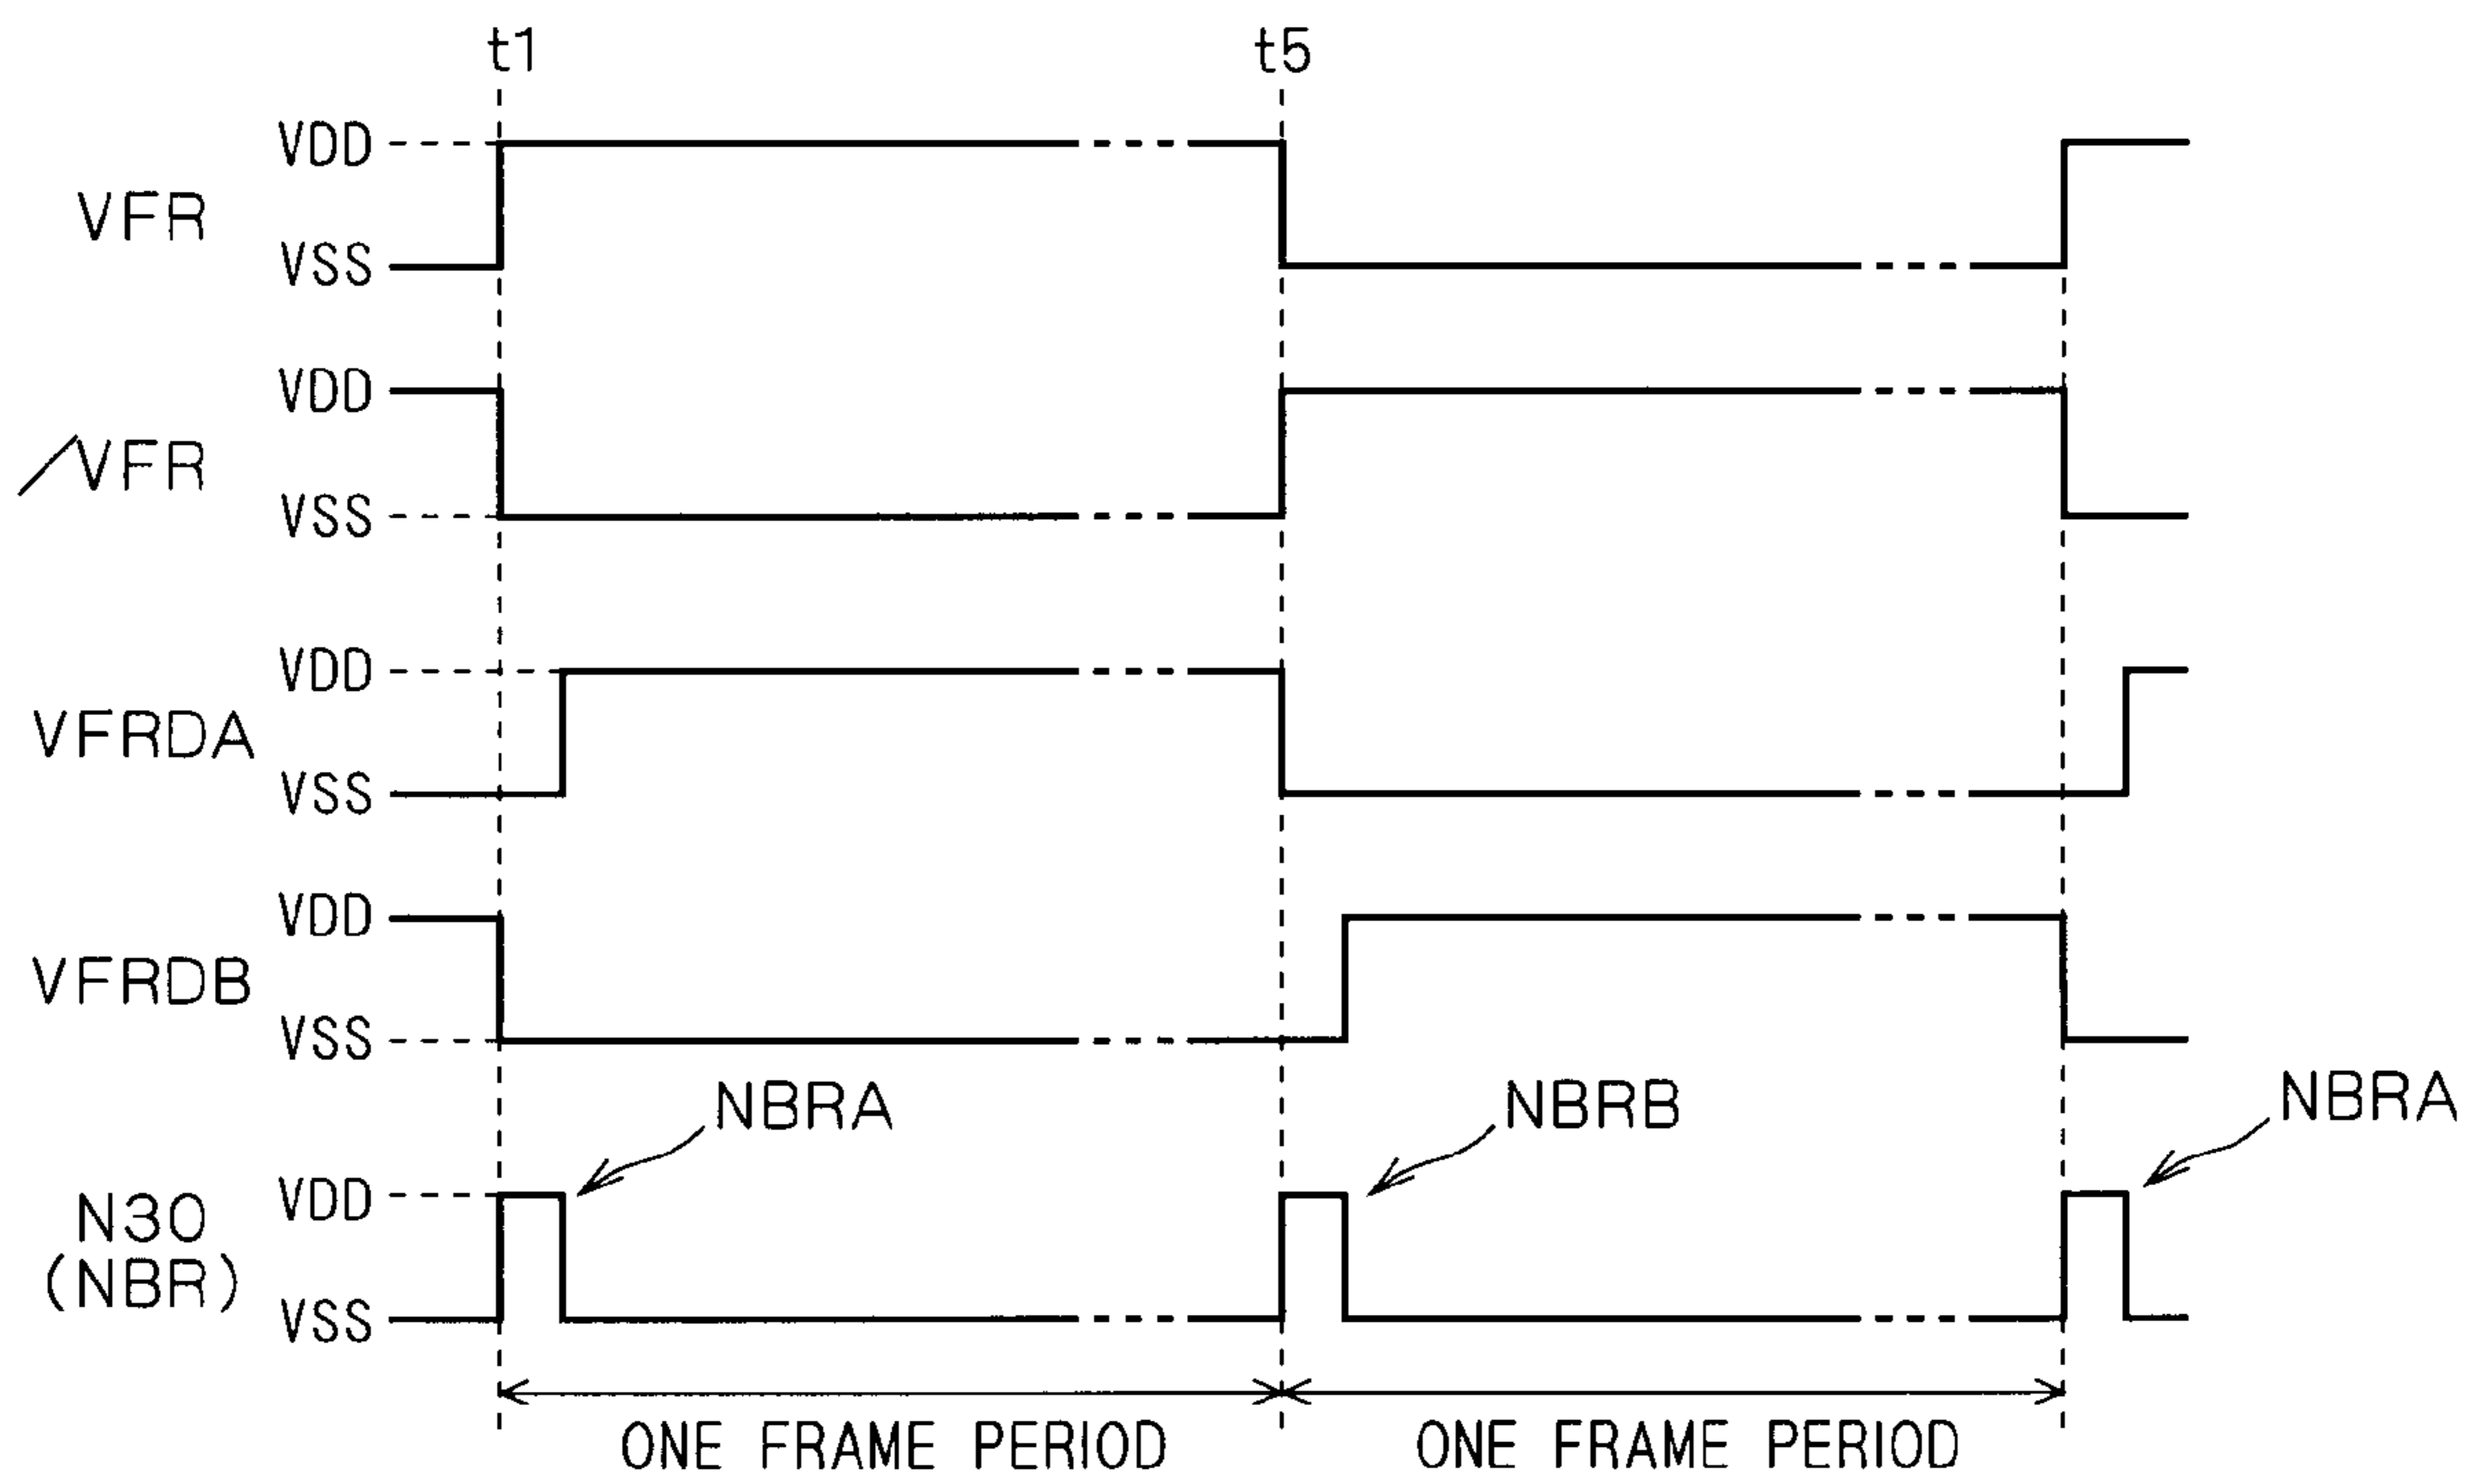 t1 t5
VDD
VFR
VSS
VDD
/VFR
VSS
VDD
VFRDA
VSS
VDD
VFRDB
VSS
NBRA NBRB NBRA
VDD
N30
(NBR)
VSS
ONE FRAME PERIOD ONE FRAME PERIOD